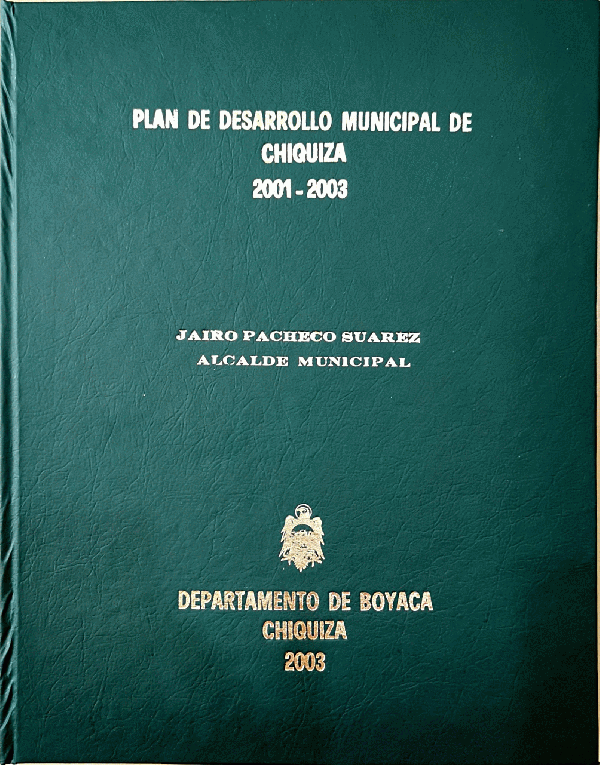 PLAN DE DESARROLLO MUNICIPAL DE
CHIQUIZA
2001 - 2003
JAIRO PACHECO SUAREZ
ALCALDE MUNICIPAL
DEPARTAMENTO DE BOYACA
CHIQUIZA
2003